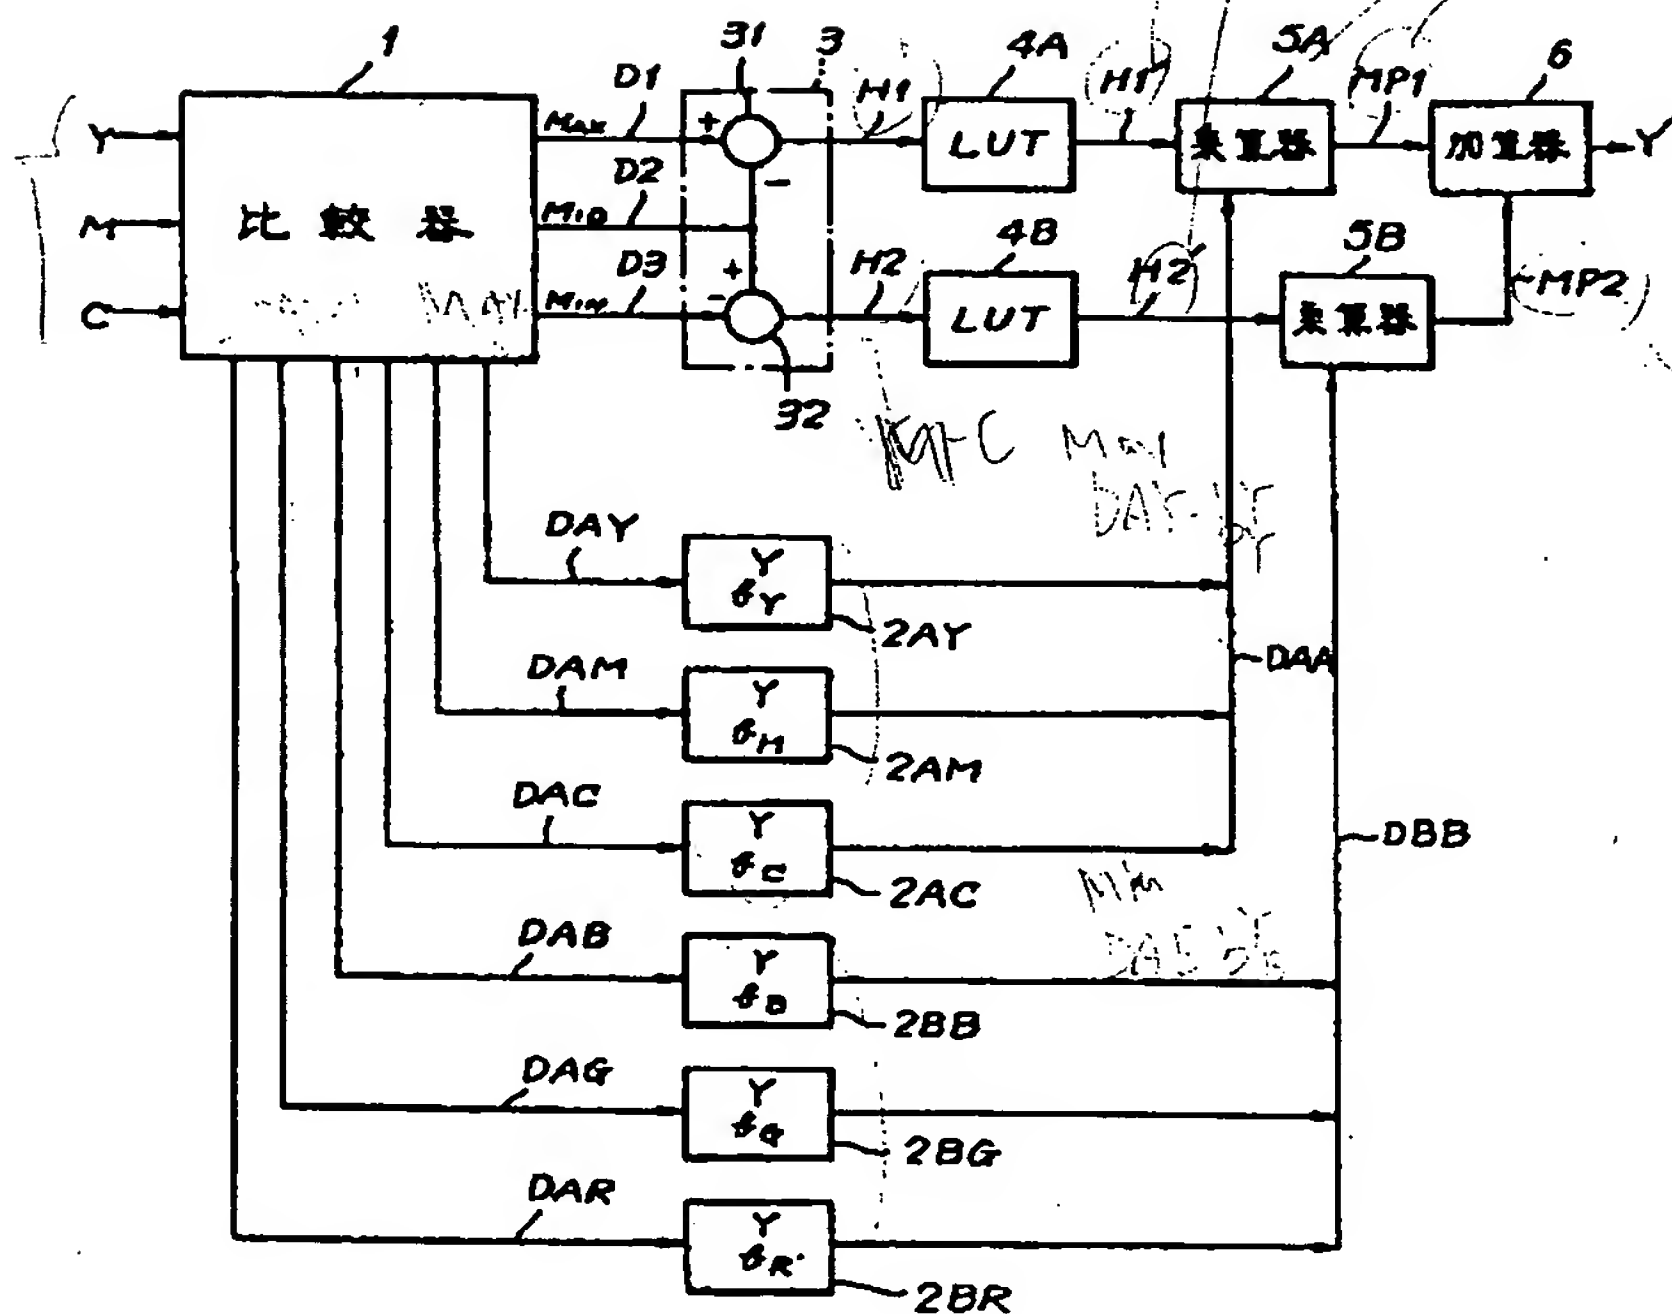 1
31
3
4A
5A
6
D1
H1
H1'
MP1
Y
Max
+
LUT
乗算器
加算器
Y'
D2
-
M
比較器
Mid
4B
5B
D3
+
H2
H2'
MP2
C
Min
-
LUT
乗算器
32
Max
DAY
Y
Y
2AY
DAM
Y
M
2AM
DAA
DAC
Y
C
2AC
DBB
Min
DAB
Y
B
2BB
DAG
Y
G
2BG
DAR
Y
R
2BR